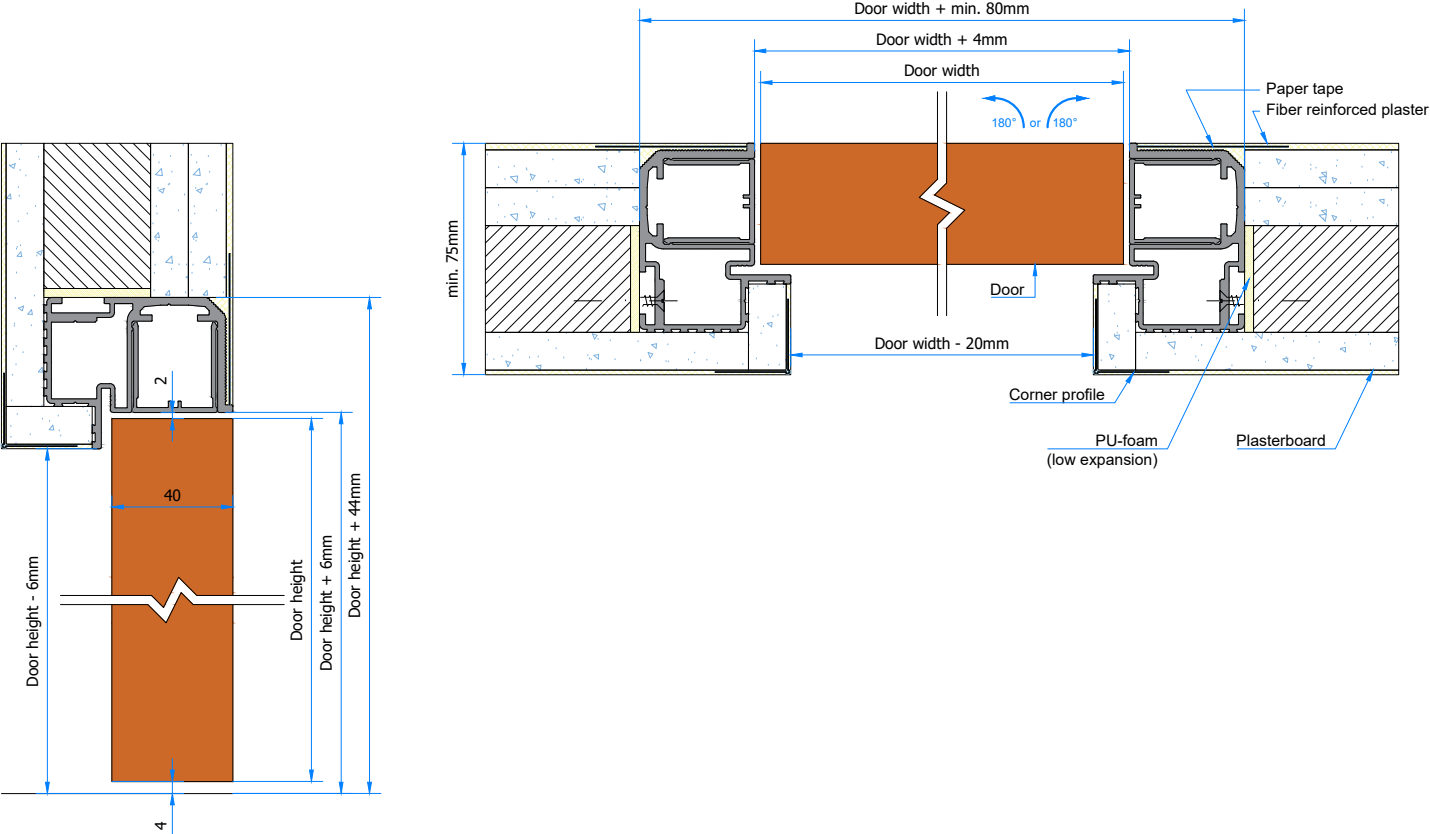 Door width + min. 80mm
Door width + 4mm
Door width
Paper tape
Fiber reinforced plaster
180° or 180°
min. 75mm
Door
Door width - 20mm
Corner profile
PU-foam
(low expansion)
Plasterboard
2
40
Door height - 6mm
Door height
Door height + 6mm
Door height + 44mm
4